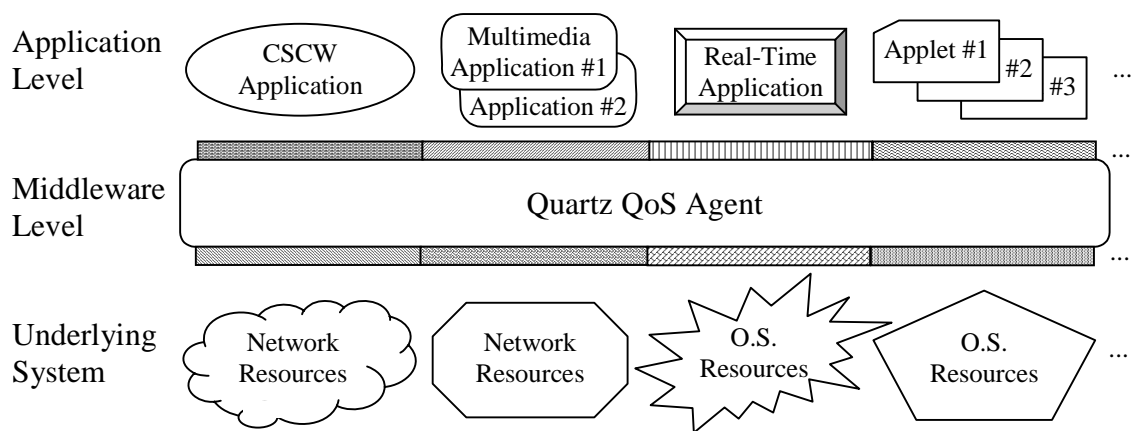 Application
Level
CSCW
Application
Multimedia
Application #1
Application #2
Real-Time
Application
Applet #1
#2
#3
...
...
Middleware
Level
Quartz QoS Agent
...
Underlying
System
Network
Resources
Network
Resources
O.S.
Resources
O.S.
Resources
...